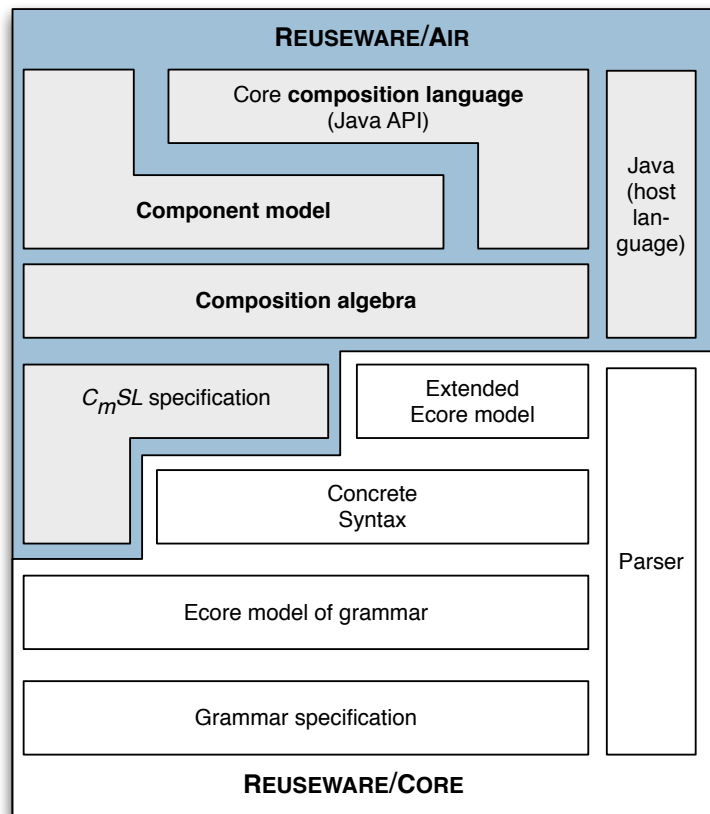 REUSEWARE/AIR
Core composition language
(Java API)
Component model
Java
(host
lan-
guage)
Composition algebra
CmSL specification
Extended
Ecore model
Concrete
Syntax
Parser
Ecore model of grammar
Grammar specification
REUSEWARE/CORE